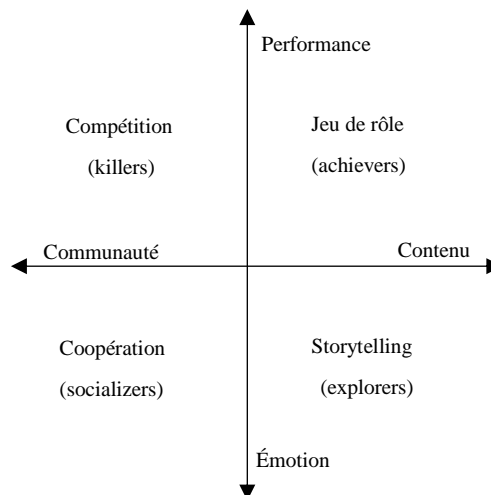 Performance
Compétition
(killers)
Jeu de rôle
(achievers)
Communauté
Contenu
Coopération
(socializers)
Storytelling
(explorers)
Émotion